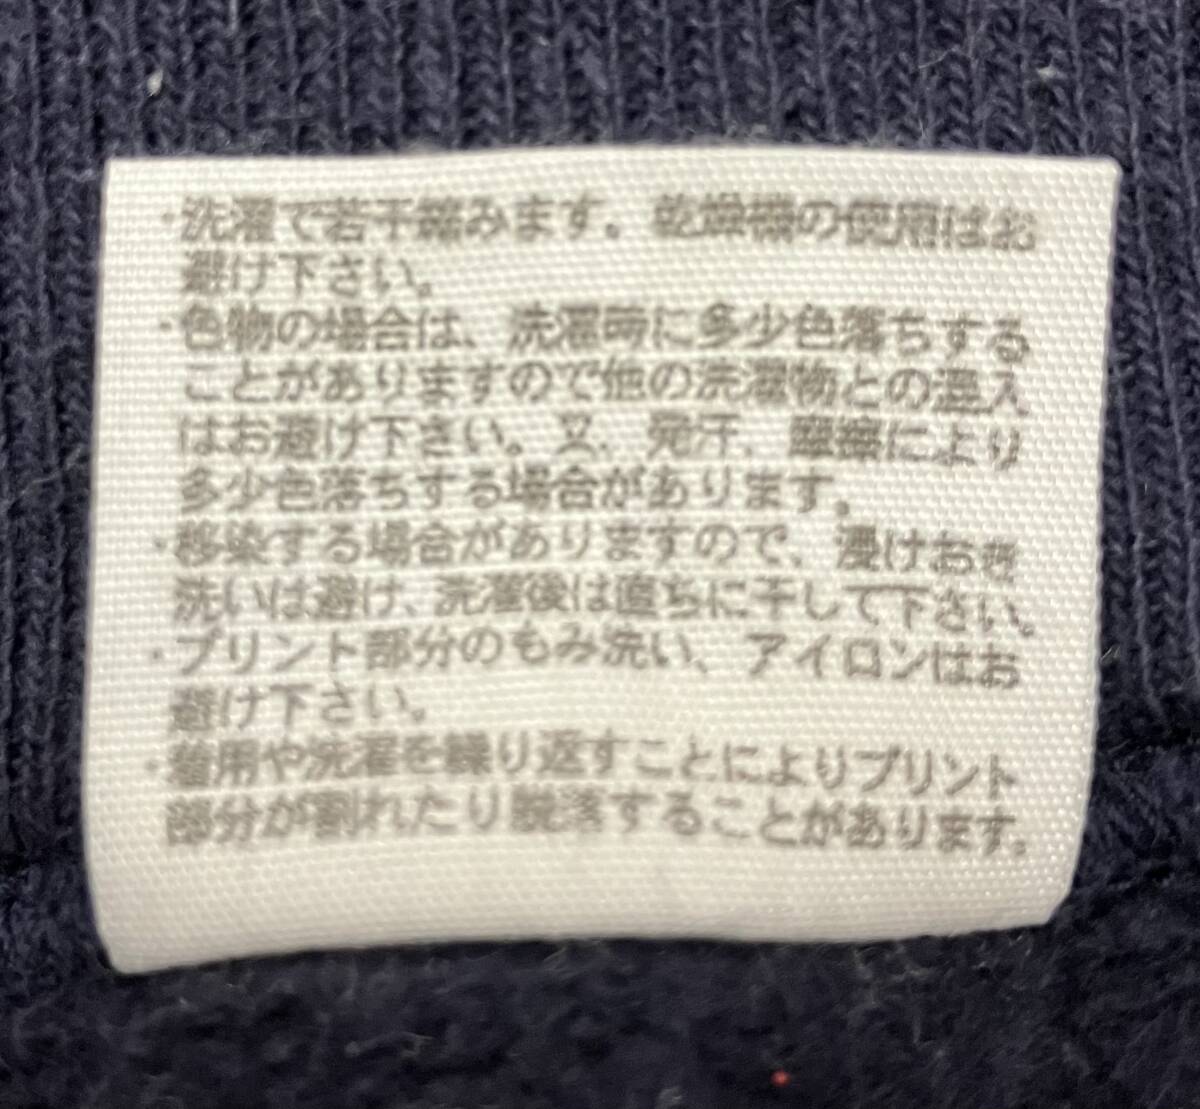 ・洗濯で若干縮みます。乾燥機の使用はお
避け下さい。
・色物の場合は、洗濯時に多少色落ちする
ことがありますので他の洗濯物との混入
はお避け下さい。又、発汗、摩擦により
多少色落ちする場合があります。
・移染する場合がありますので、浸けおき
洗いは避け、洗濯後は直ちに干して下さい。
・プリント部分のもみ洗い、アイロンはお
避け下さい。
・着用や洗濯を繰り返すことによりプリント
部分が割れたり脱落することがあります。